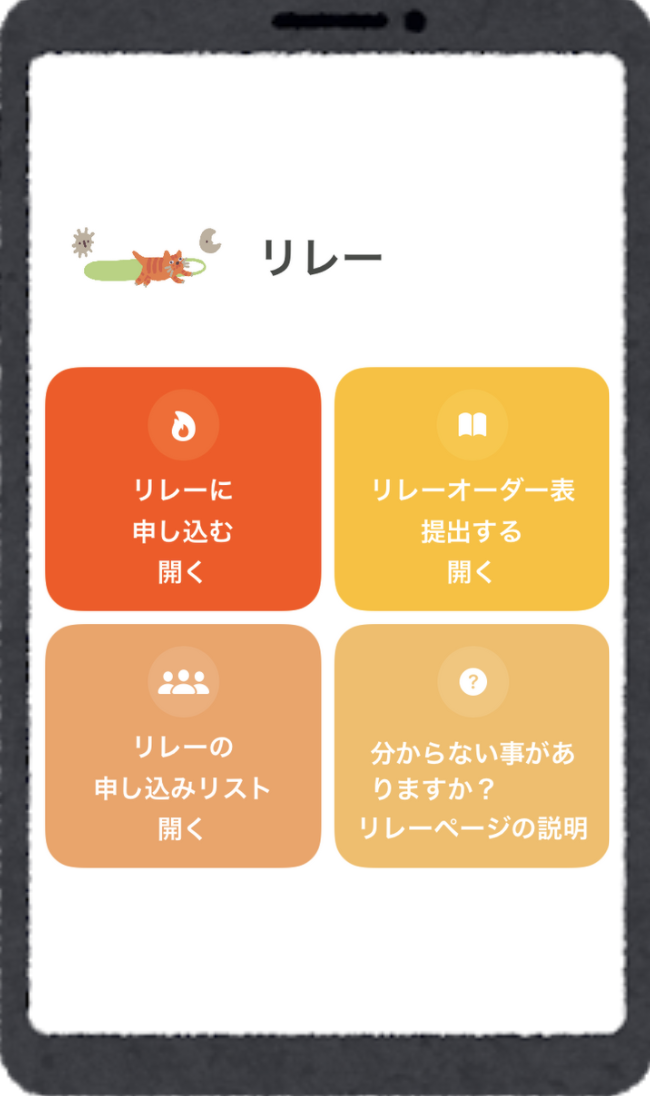 リレー
リレーに
申し込む
開く
リレーオーダー表
提出する
開く
リレーの
申し込みリスト
開く
?
分からない事があ
りますか？
リレーページの説明